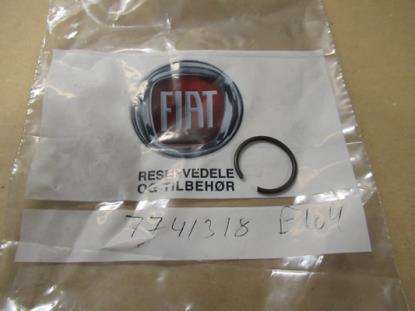 FIAT
RESERVEDELE
OG TILBEHØR
7741318 E104